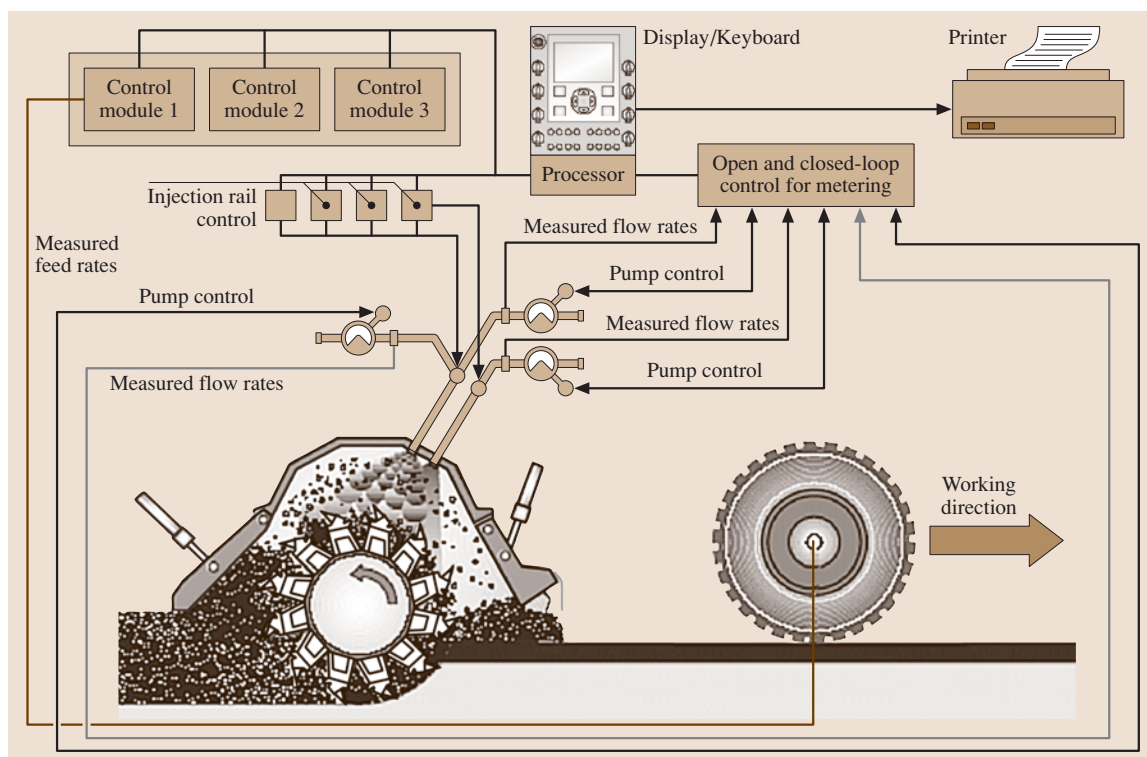 Display/Keyboard
Printer
Control
module 1
Control
module 2
Control
module 3
Processor
Open and closed-loop
control for metering
Injection rail
control
Measured flow rates
Measured
feed rates
Pump control
Pump control
Measured flow rates
Pump control
Measured flow rates
Working
direction